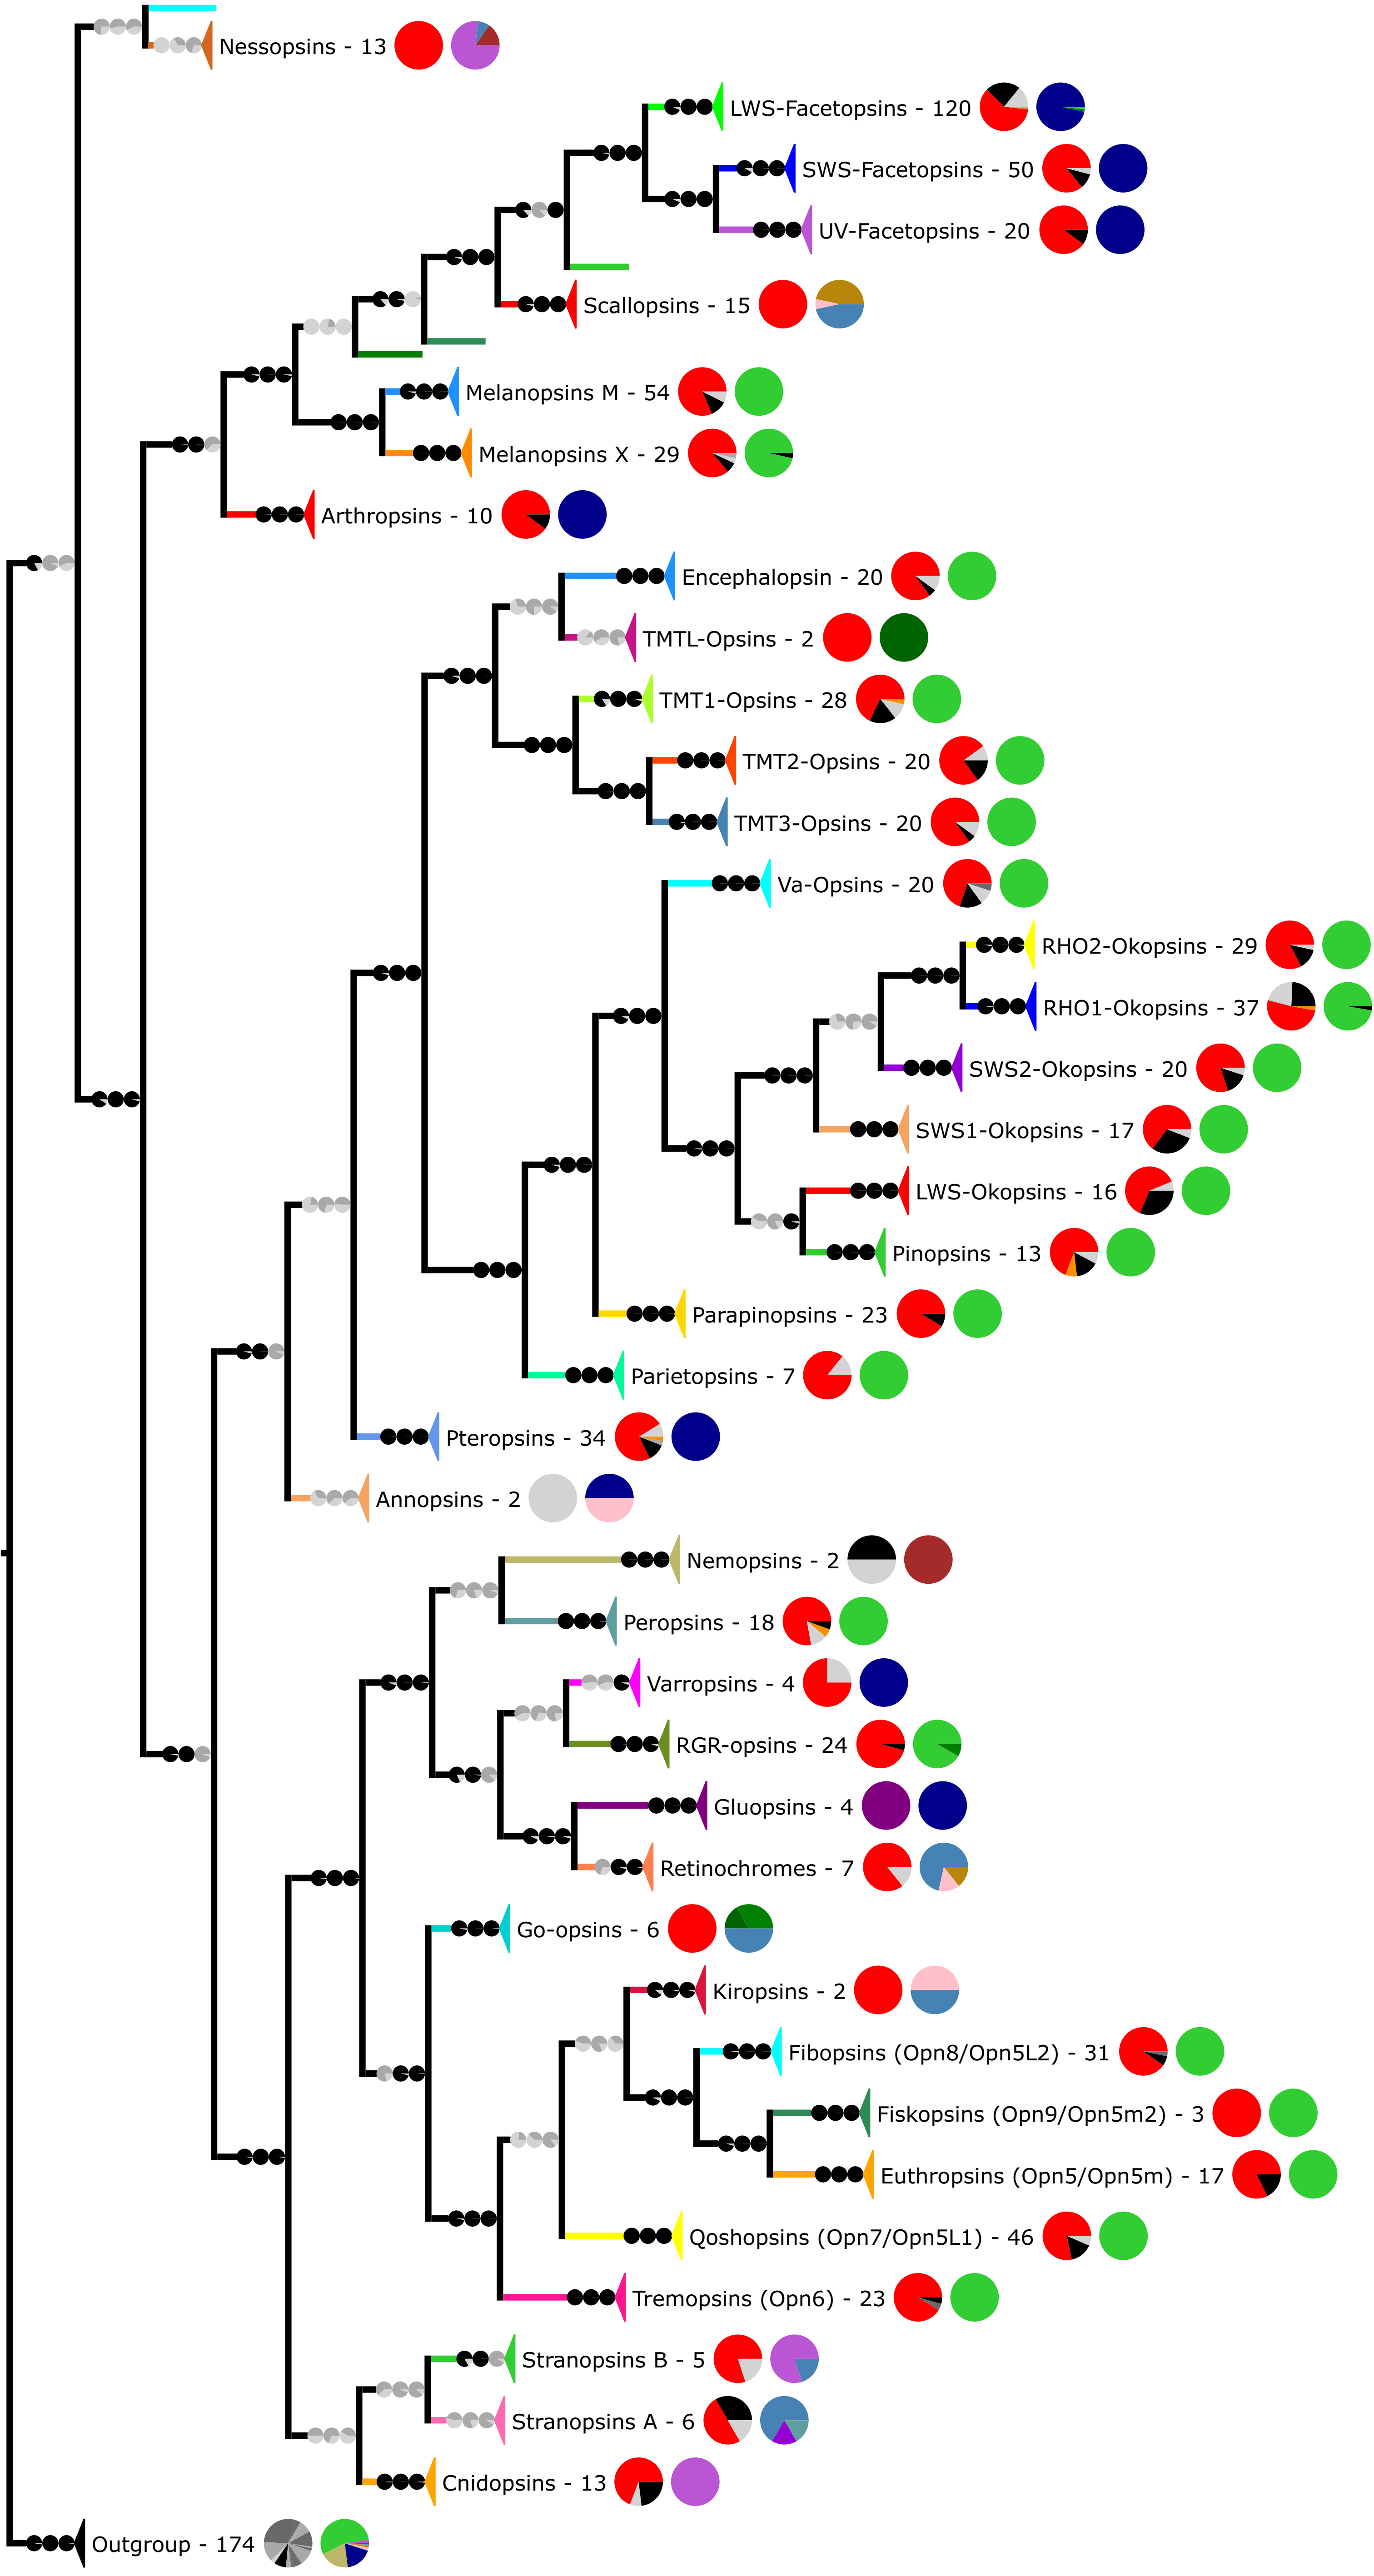 Nessopsins - 13
LWS-Facetopsins - 120
SWS-Facetopsins - 50
UV-Facetopsins - 20
Scallopsins - 15
Melanopsins M - 54
Melanopsins X - 29
Arthropsins - 10
Encephalopsin - 20
TMTL-Opsins - 2
TMT1-Opsins - 28
TMT2-Opsins - 20
TMT3-Opsins - 20
Va-Opsins - 20
RHO2-Okopsins - 29
RHO1-Okopsins - 37
SWS2-Okopsins - 20
SWS1-Okopsins - 17
LWS-Okopsins - 16
Pinopsins - 13
Parapinopsins - 23
Parietopsins - 7
Pteropsins - 34
Annopsins - 2
Nemopsins - 2
Peropsins - 18
Varropsins - 4
RGR-opsins - 24
Gluopsins - 4
Retinochromes - 7
Go-opsins - 6
Kiropsins - 2
Fibopsins (Opn8/Opn5L2) - 31
Fiskopsins (Opn9/Opn5m2) - 3
Euthropsins (Opn5/Opn5m) - 17
Qoshopsins (Opn7/Opn5L1) - 46
Tremopsins (Opn6) - 23
Stranopsins B - 5
Stranopsins A - 6
Cnidopsins - 13
Outgroup - 174